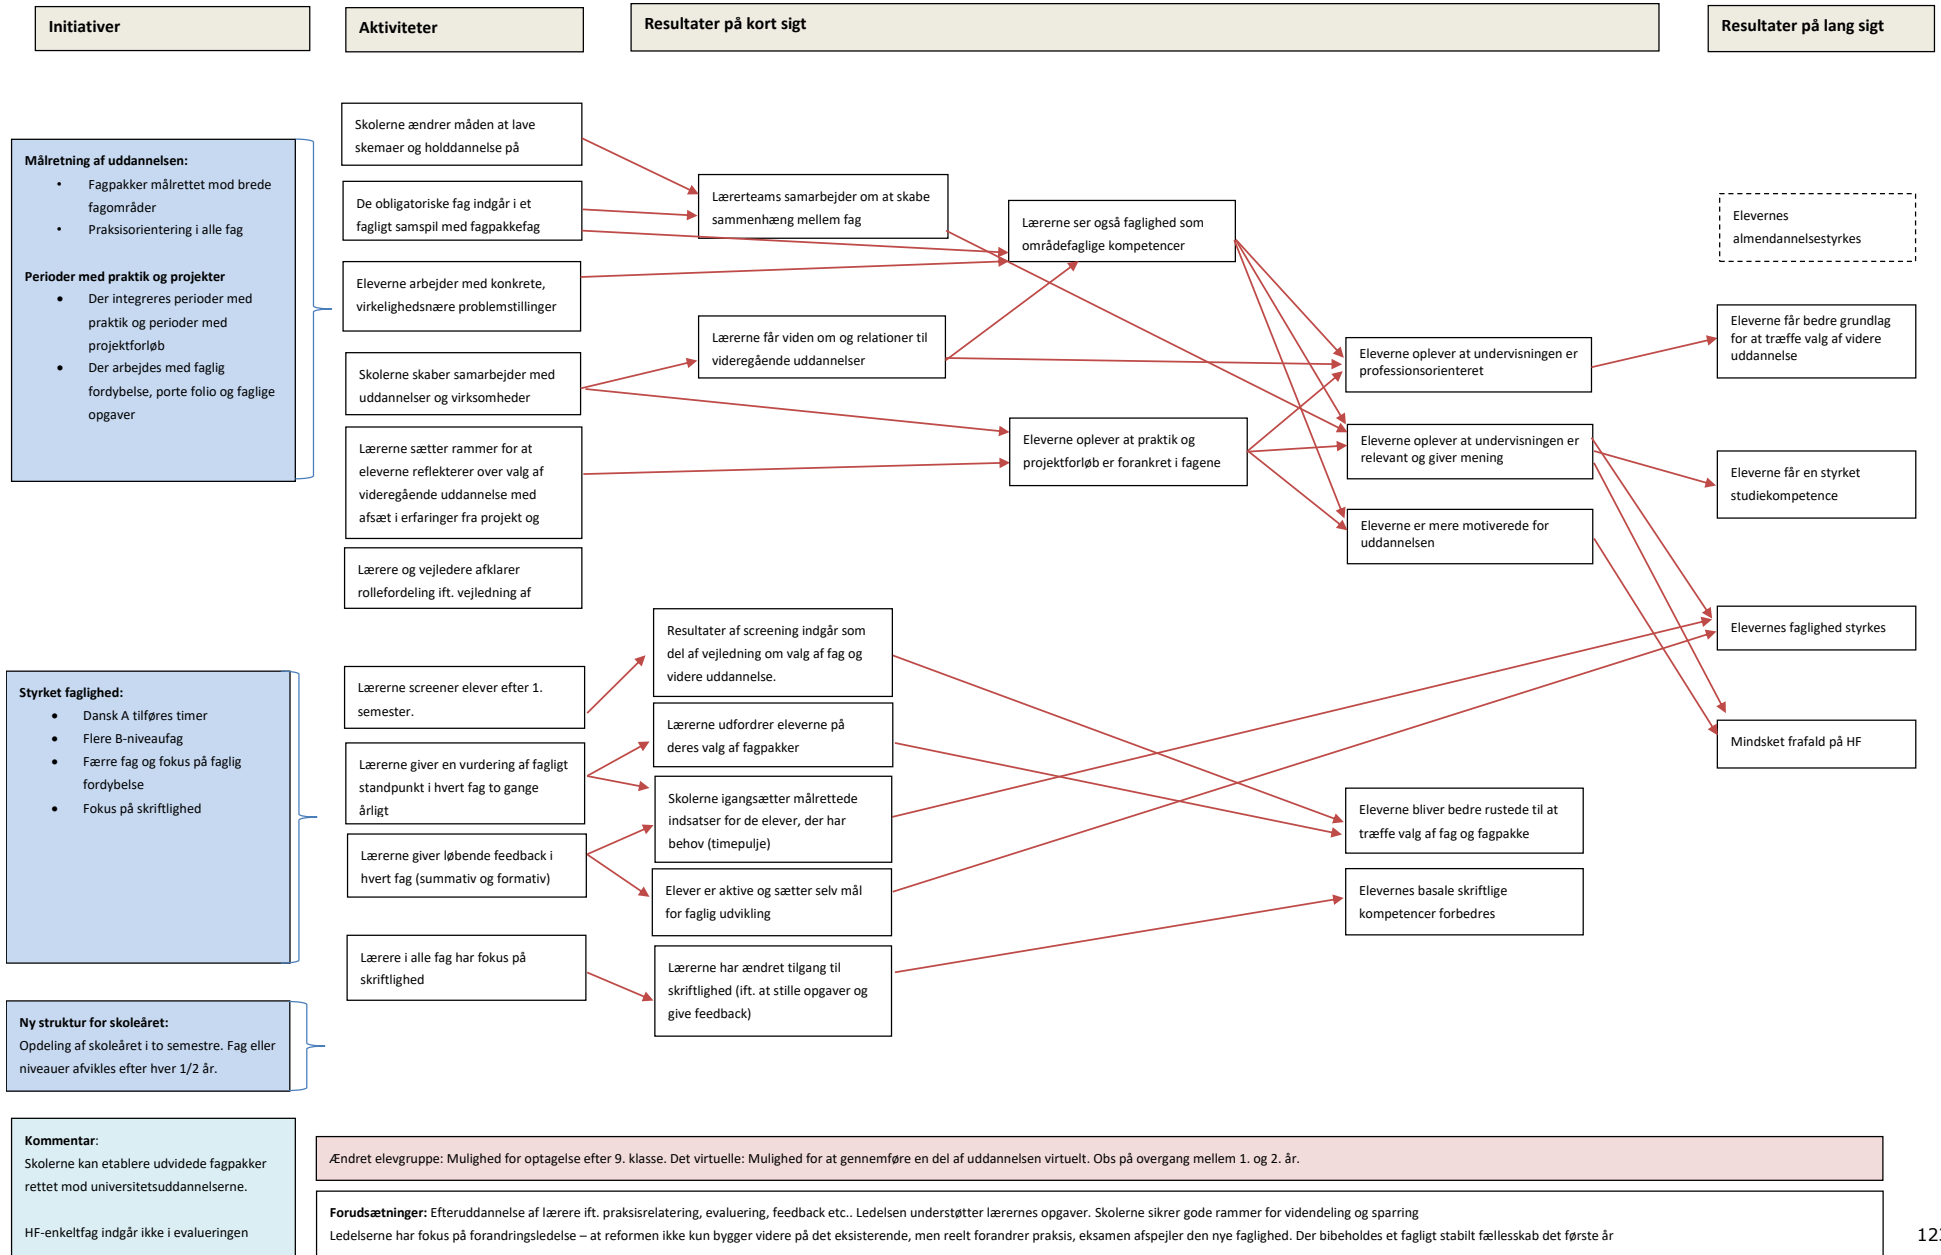 Initiativer
Aktiviteter
Resultater på kort sigt
Resultater på lang sigt
Målretning af uddannelsen:
• Fagpakker målrettet mod brede
fagområder
• Praksisorientering i alle fag
Perioder med praktik og projekter
• Der integreres perioder med
praktik og perioder med
projektforløb
• Der arbejdes med faglig
fordybelse, porte folio og faglige
opgaver
Skolerne ændrer måden at lave
skemaer og holddannelse på
De obligatoriske fag indgår i et
fagligt samspil med fagpakkefag
Eleverne arbejder med konkrete,
virkelighedsnære problemstillinger
Skolerne skaber samarbejder med
uddannelser og virksomheder
Lærerne sætter rammer for at
eleverne reflekterer over valg af
videregående uddannelse med
afsæt i erfaringer fra projekt og
Lærere og vejledere afklarer
rollefordeling ift. vejledning af
Lærerteams samarbejder om at skabe
sammenhæng mellem fag
Lærerne får viden om og relationer til
videregående uddannelser
Lærerne ser også faglighed som
områdefaglige kompetencer
Eleverne oplever at praktik og
projektforløb er forankret i fagene
Eleverne oplever at undervisningen er
professionsorienteret
Eleverne oplever at undervisningen er
relevant og giver mening
Eleverne er mere motiverede for
uddannelsen
Elevernes
almendannelsestyrkes
Eleverne får bedre grundlag
for at træffe valg af videre
uddannelse
Eleverne får en styrket
studiekompetence
Elevernes faglighed styrkes
Mindsket frafald på HF
Styrket faglighed:
• Dansk A tilføres timer
• Flere B-niveaufag
• Færre fag og fokus på faglig
fordybelse
• Fokus på skriftlighed
Lærerne screener elever efter 1.
semester.
Lærerne giver en vurdering af fagligt
standpunkt i hvert fag to gange
årligt
Lærerne giver løbende feedback i
hvert fag (summativ og formativ)
Lærere i alle fag har fokus på
skriftlighed
Resultater af screening indgår som
del af vejledning om valg af fag og
videre uddannelse.
Lærerne udfordrer eleverne på
deres valg af fagpakker
Skolerne igangsætter målrettede
indsatser for de elever, der har
behov (timepulje)
Elever er aktive og sætter selv mål
for faglig udvikling
Lærerne har ændret tilgang til
skriftlighed (ift. at stille opgaver og
give feedback)
Eleverne bliver bedre rustede til at
træffe valg af fag og fagpakke
Elevernes basale skriftlige
kompetencer forbedres
Ny struktur for skoleåret:
Opdeling af skoleåret i to semestre. Fag eller
niveauer afvikles efter hver 1/2 år.
Kommentar:
Skolerne kan etablere udvidede fagpakker
rettet mod universitetsuddannelserne.
HF-enkeltfag indgår ikke i evalueringen
Ændret elevgruppe: Mulighed for optagelse efter 9. klasse. Det virtuelle: Mulighed for at gennemføre en del af uddannelsen virtuelt. Obs på overgang mellem 1. og 2. år.
Forudsætninger: Efteruddannelse af lærere ift. praksisrelatering, evaluering, feedback etc.. Ledelsen understøtter lærernes opgaver. Skolerne sikrer gode rammer for videndeling og sparring
Ledelserne har fokus på forandringsledelse – at reformen ikke kun bygger videre på det eksisterende, men reelt forandrer praksis, eksamen afspejler den nye faglighed. Der bibeholdes et fagligt stabilt fællesskab det første år